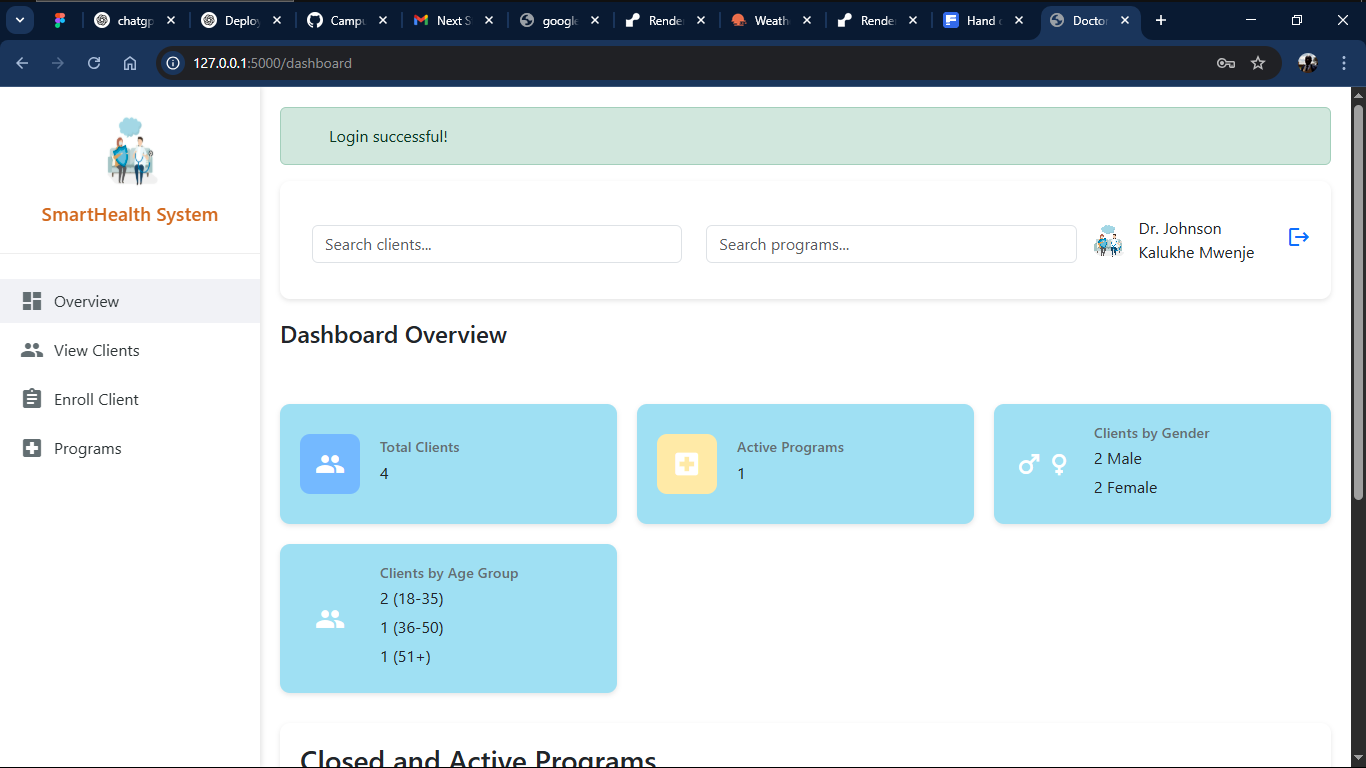 chatgp
Deploy
Campu
Next S
google
Render
Weath
Render
Hand c
Doctor
127.0.0.1:5000/dashboard
SmartHealth System
Overview
View Clients
Enroll Client
Programs
Login successful!
Search clients...
Search programs...
Dr. Johnson
Kalukhe Mwenje
Dashboard Overview
Total Clients
4
Active Programs
1
Clients by Gender
2 Male
2 Female
Clients by Age Group
2 (18-35)
1 (36-50)
1 (51+)
Closed and Active Programs